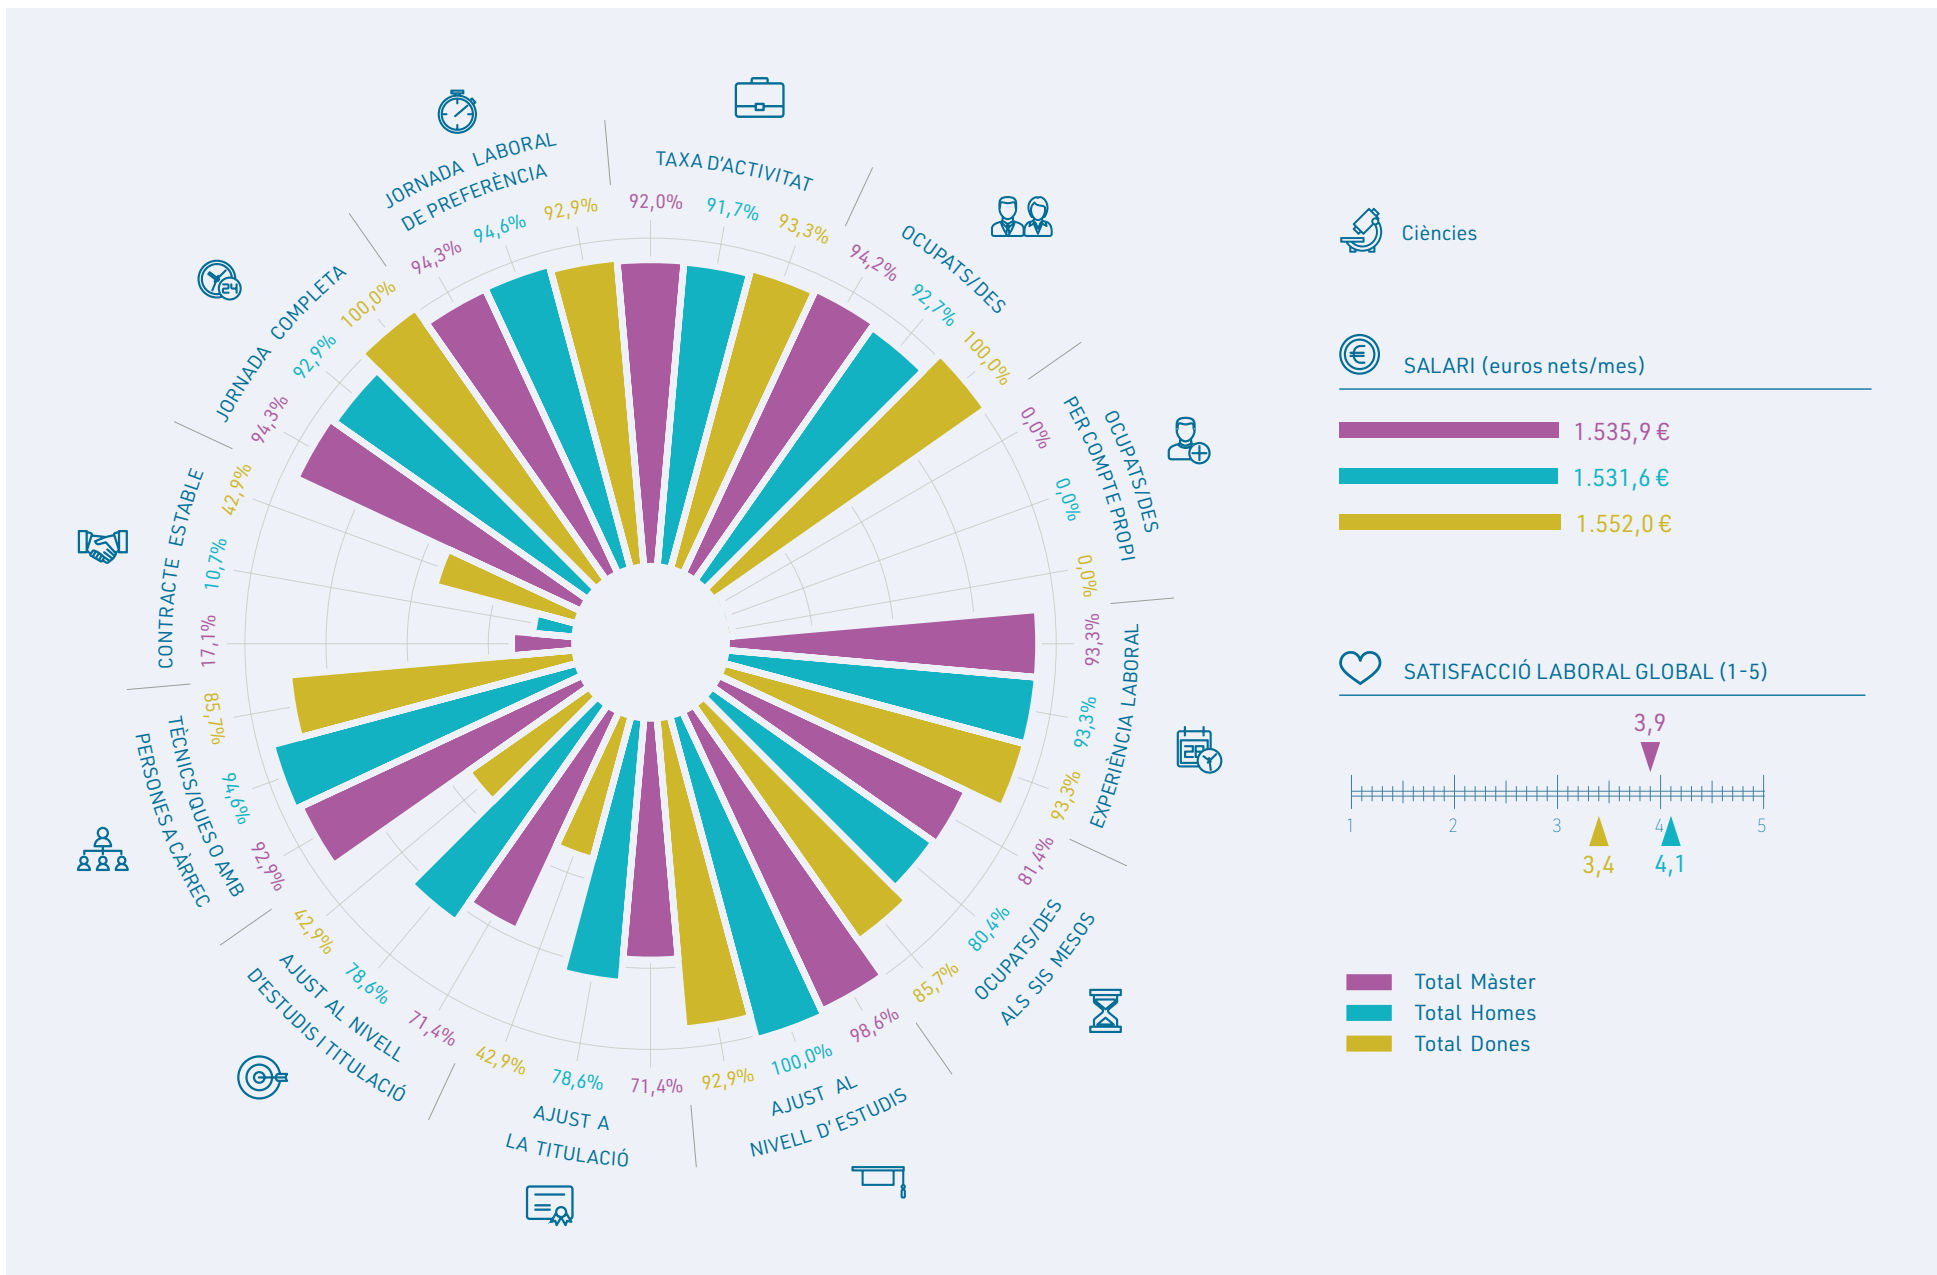 TAXA D'ACTIVITAT
92,0%
91,7%
93,3%
OCUPATS/DES
94,2%
92,7%
100,0%
OCUPATS/DES
PER COMPTE PROPI
0,0%
0,0%
0,0%
EXPERIÈNCIA LABORAL
93,3%
93,3%
93,3%
OCUPATS/DES
ALS SIS MESOS
81,4%
80,4%
85,7%
AJUST AL
NIVELL D'ESTUDIS
98,6%
100,0%
92,9%
AJUST A
LA TITULACIÓ
71,4%
78,6%
42,9%
AJUST AL NIVELL
D'ESTUDIS I TITULACIÓ
71,4%
78,6%
42,9%
TÈCNICS/QUES O AMB
PERSONES A CÀRREC
92,9%
94,6%
85,7%
CONTRACTE ESTABLE
17,1%
10,7%
42,9%
JORNADA COMPLETA
94,3%
92,9%
100,0%
JORNADA LABORAL
DE PREFERÈNCIA
94,3%
94,6%
92,9%
24
26
Ciències
€
SALARI (euros nets/mes)
1.535,9 €
1.531,6 €
1.552,0 €
SATISFACCIÓ LABORAL GLOBAL (1-5)
3,9
1 2 3 4 5
3,4 4,1
Total Màster
Total Homes
Total Dones